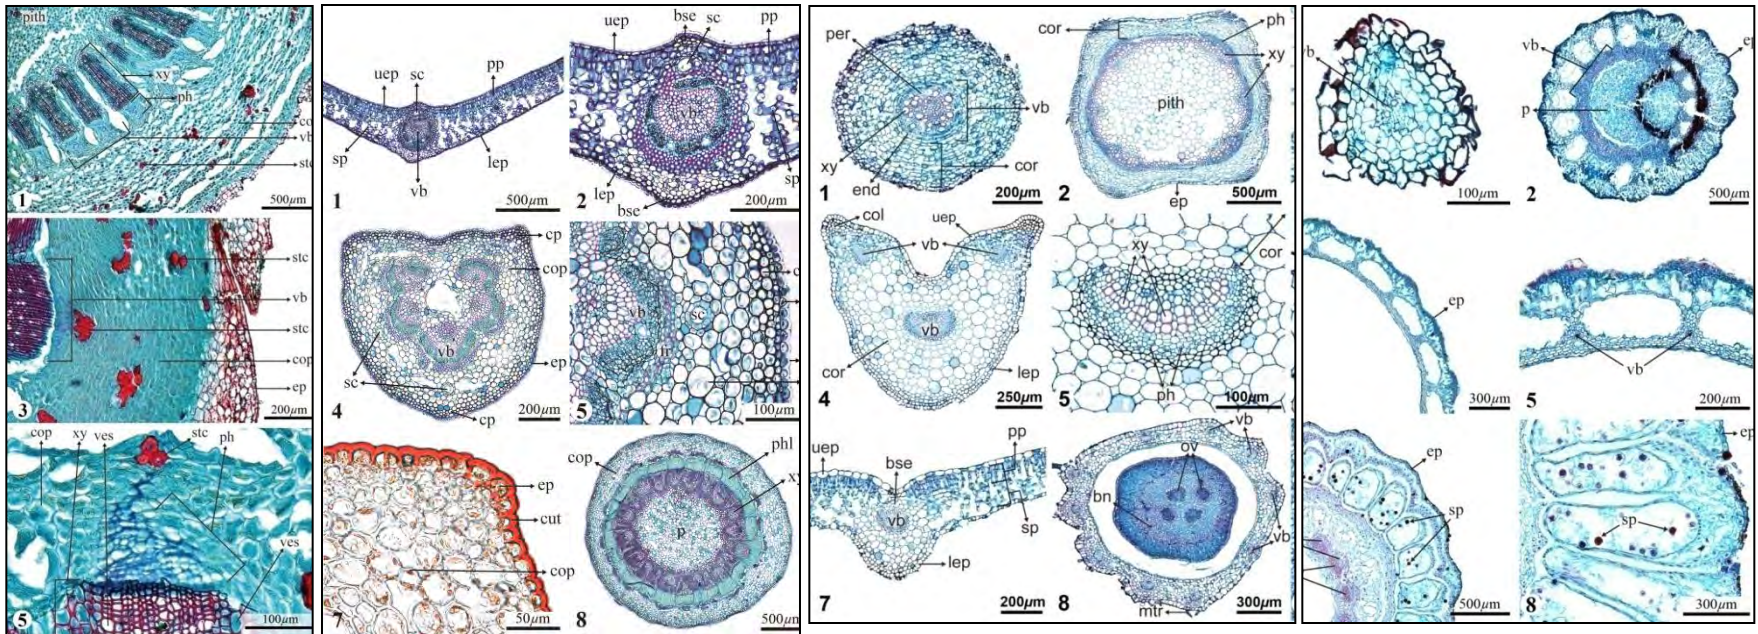 pith
xy
ph
co
vb
stc
1
500µm
stc
vb
stc
cop
ep
3
200µm
cop
xy
ves
stc
ph
ves
5
100µm
uep
sc
pp
sp
vb
lep
1
500µm
uep
bse
sc
pp
vb
sp
lep
bse
2
200µm
cp
cop
vb
ep
sc
cp
4
200µm
vb
sc
c
fr
5
100µm
ep
cut
cop
7
50µm
cop
phl
xy
p
8
500µm
per
vb
xy
end
cor
1
200µm
cor
ph
xy
pith
ep
2
500µm
col
uep
vb
vb
cor
lep
4
250µm
xy
cor
ph
5
100µm
uep
bse
pp
vb
sp
lep
7
200µm
vb
ov
bn
vb
mtr
8
300µm
vb
100µm
vb
ep
p
2
500µm
ep
300µm
vb
5
200µm
ep
sp
500µm
ep
sp
8
300µm